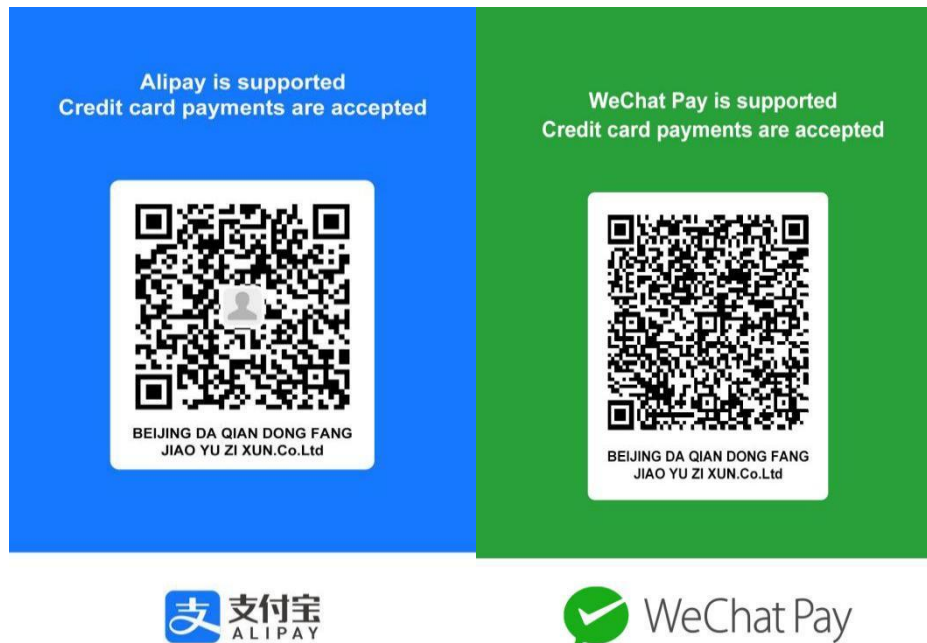 Alipay is supported
Credit card payments are accepted
BEIJING DA QIAN DONG FANG
JIAO YU ZI XUN.Co.Ltd
支 支付宝
ALIPAY
WeChat Pay is supported
Credit card payments are accepted
BEIJING DA QIAN DONG FANG
JIAO YU ZI XUN.Co.Ltd
WeChat Pay